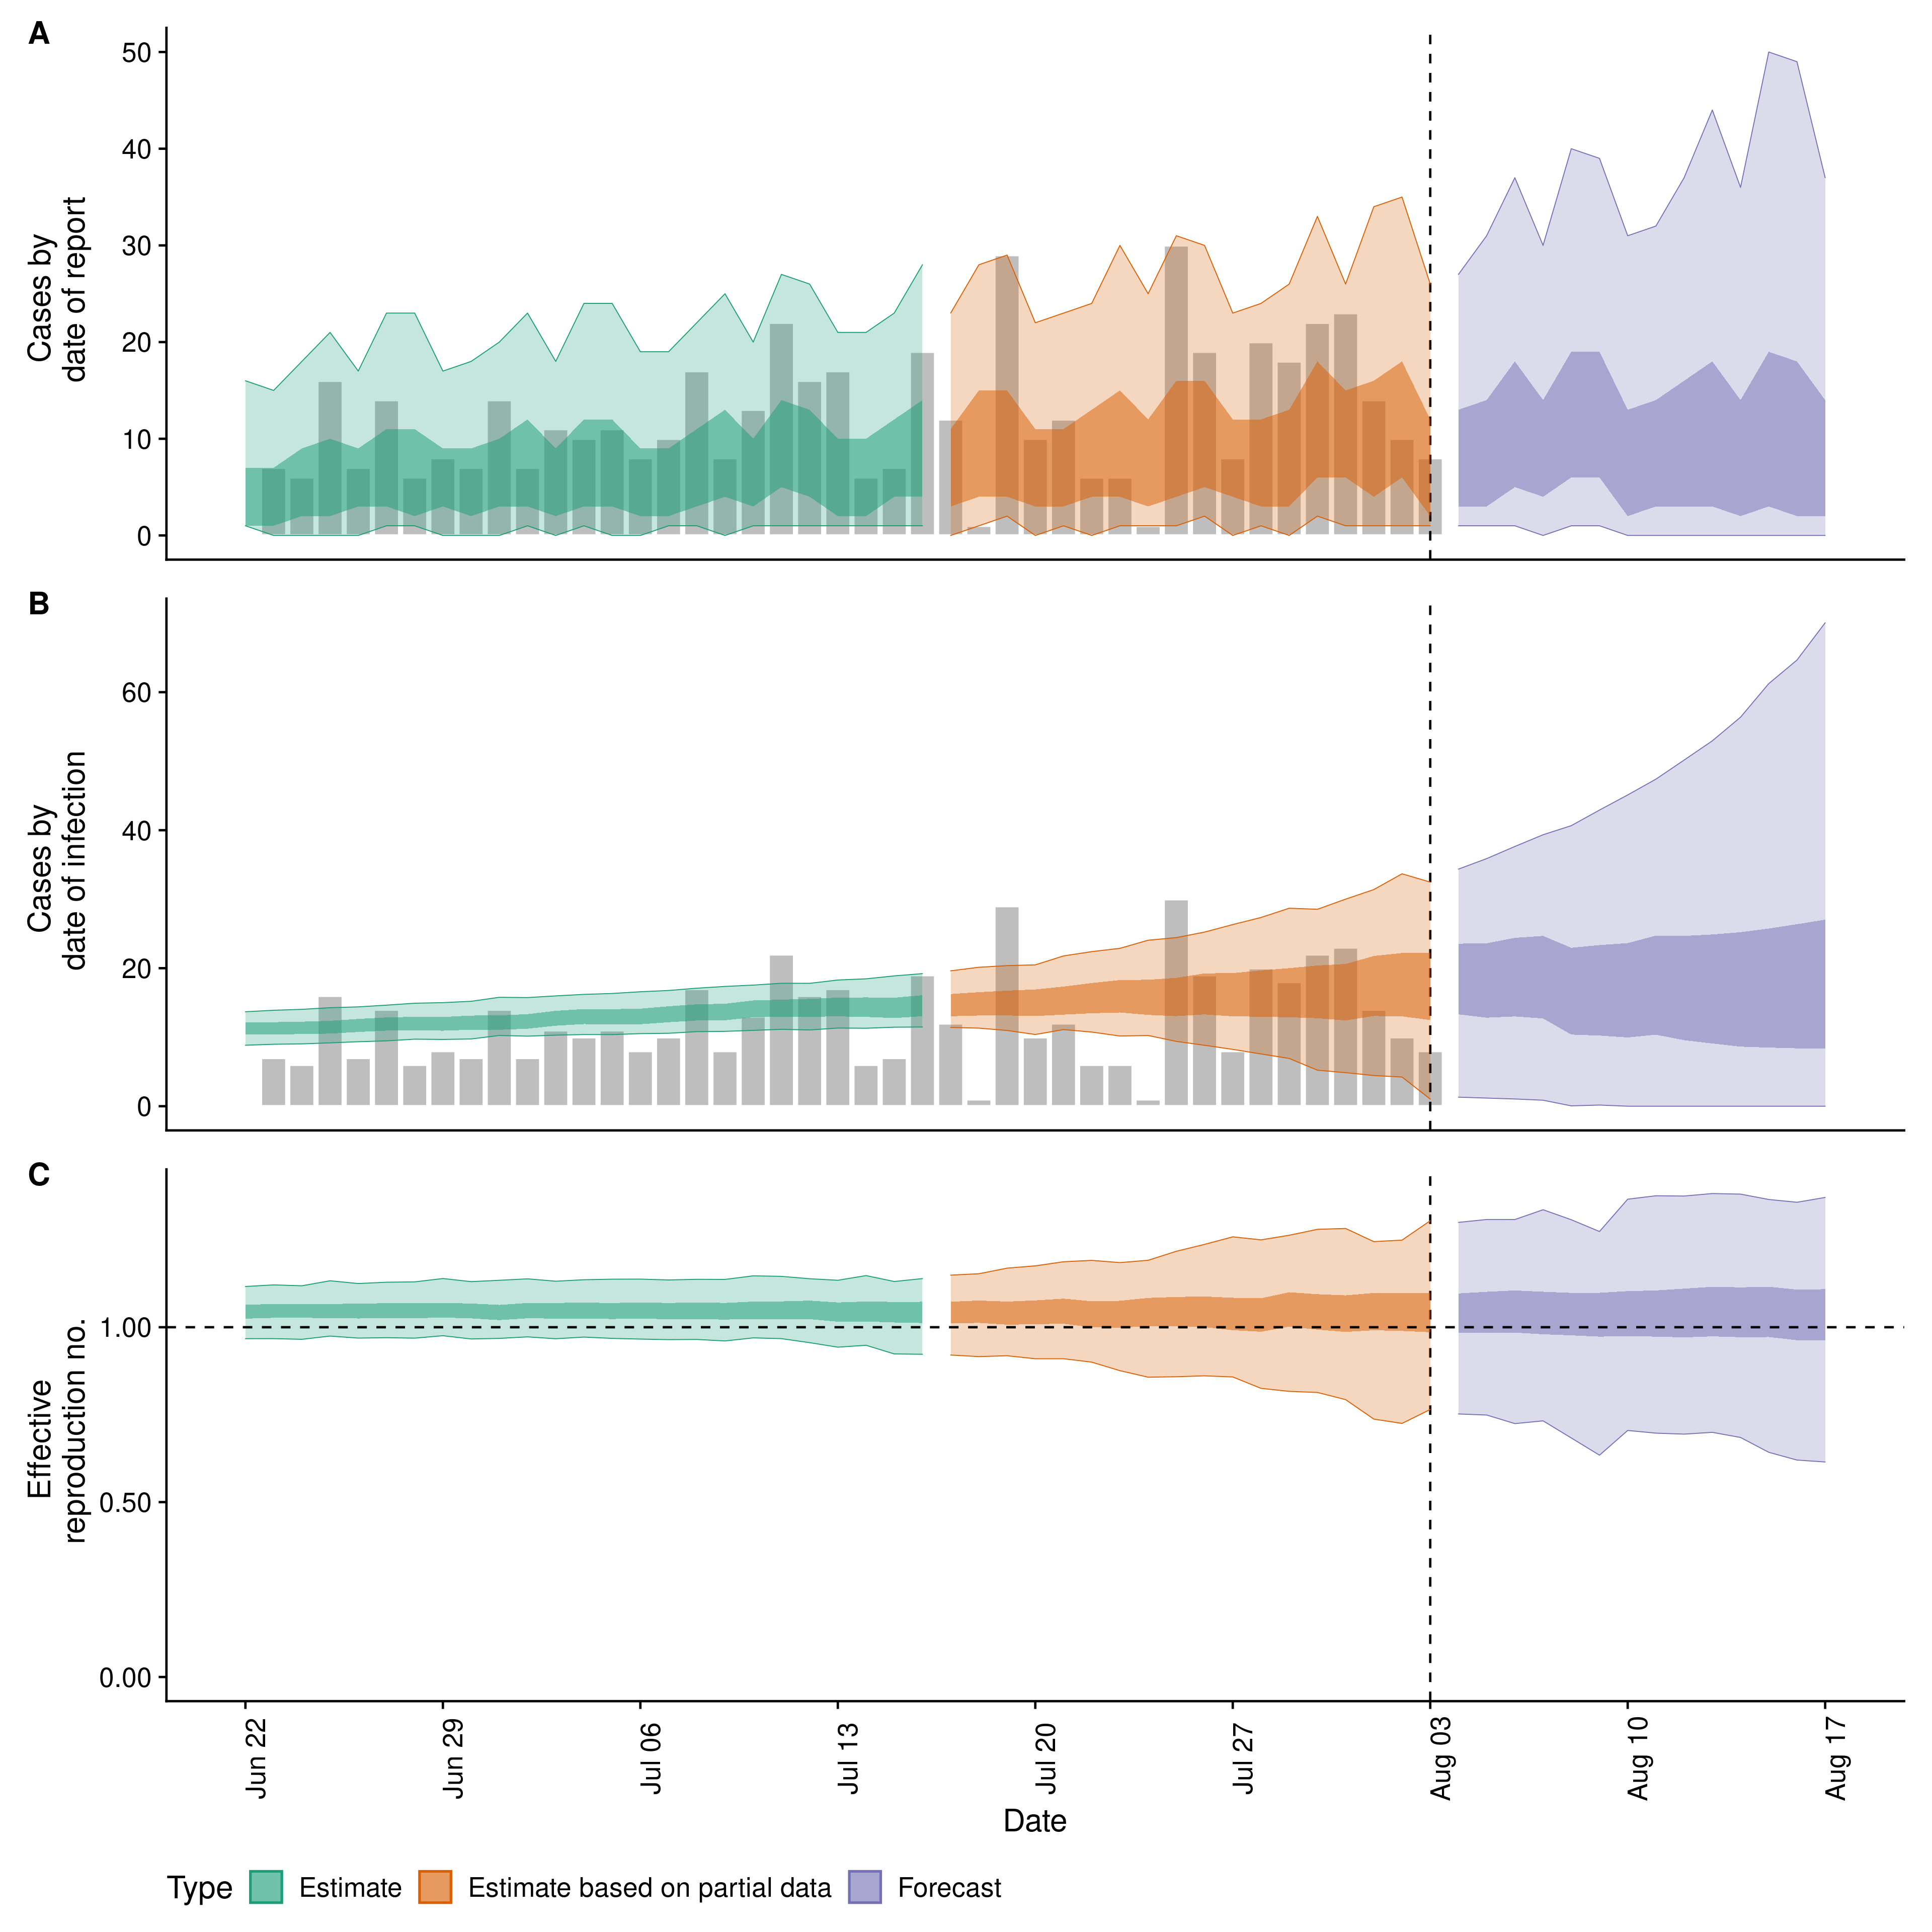 A
50
40
30
20
10
0
Cases by
date of report
B
60
40
20
0
Cases by
date of infection
C
1.00
0.50
0.00
Effective
reproduction no.
Jun 22
Jun 29
Jul 06
Jul 13
Jul 20
Jul 27
Aug 03
Aug 10
Aug 17
Date
Type Estimate Estimate based on partial data Forecast